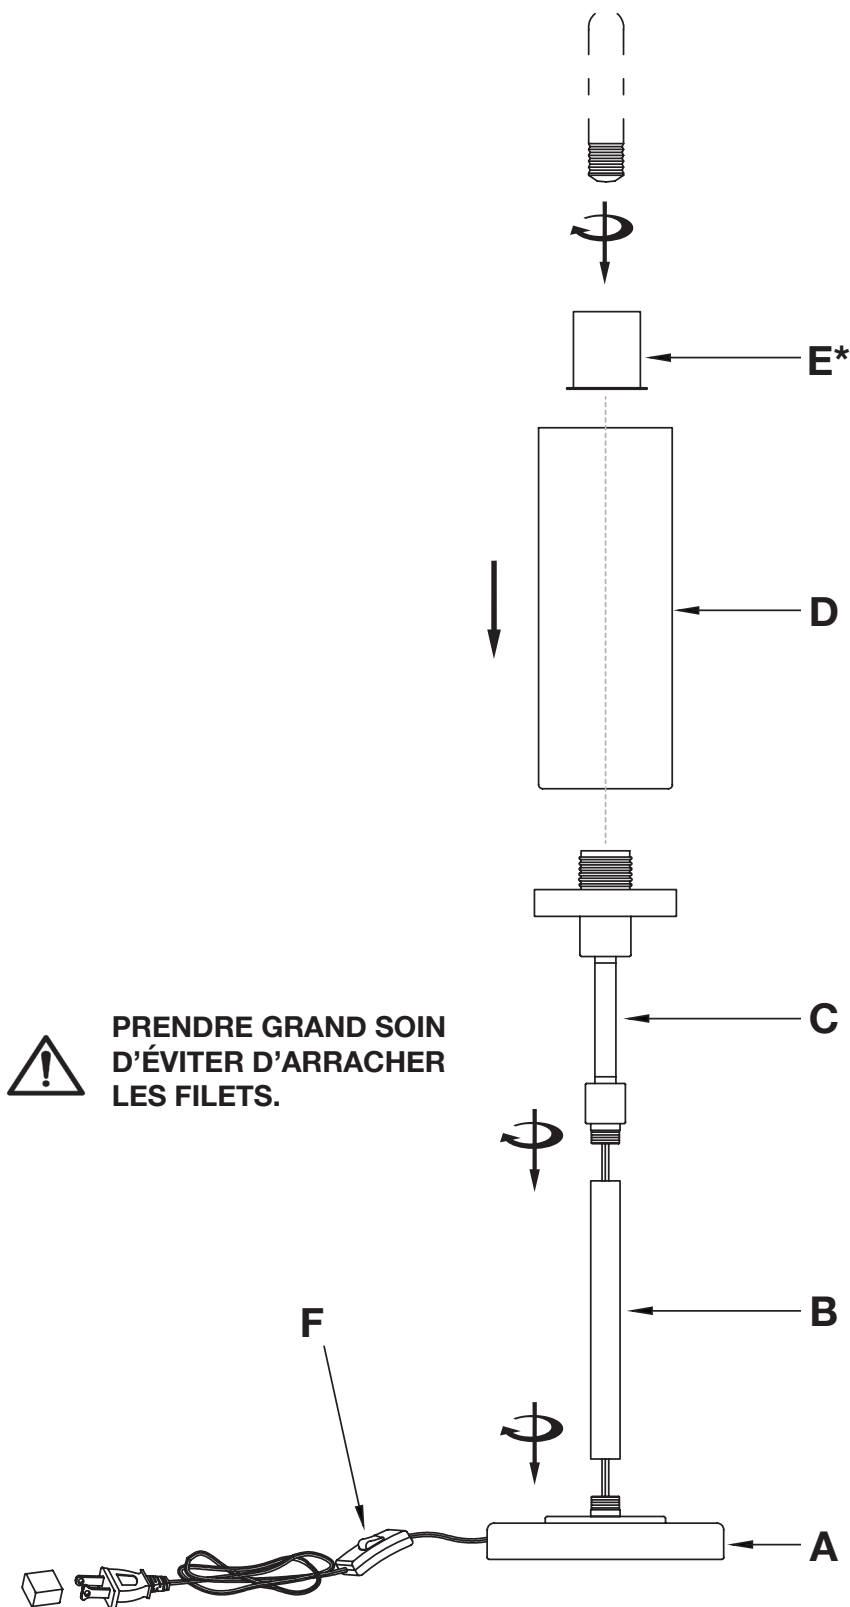 E*
D
PRENDRE GRAND SOIN
D'ÉVITER D'ARRACHER
LES FILETS.
C
B
F
A